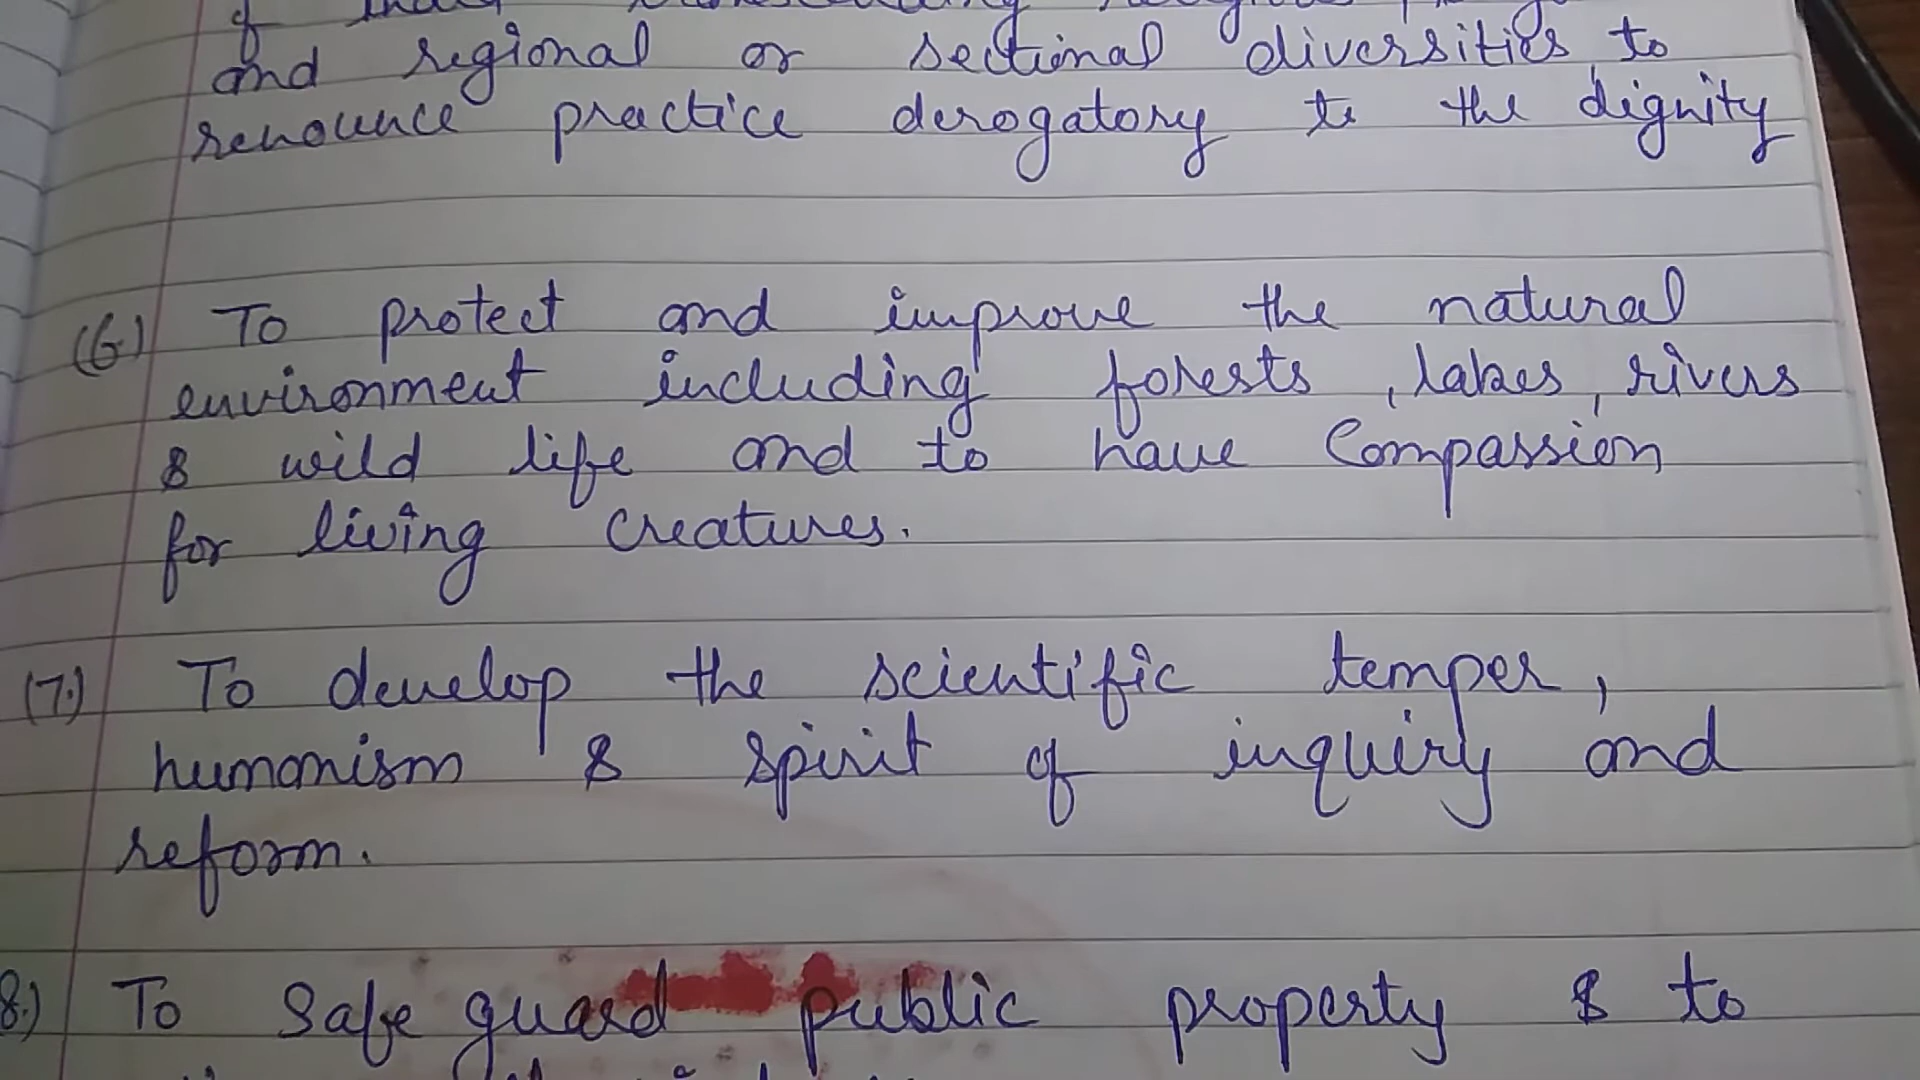 and regional or sectional diversities, to
renounce practice derogatory to the dignity
(6.) To protect and improve the natural
environment including forests, lakes, rivers
& wild life and to have Compassion
for living Creatures.
(7.) To develop the scientific temper,
humanism & spirit of inquiry and
reform.
8.) To Safe guard public property & to